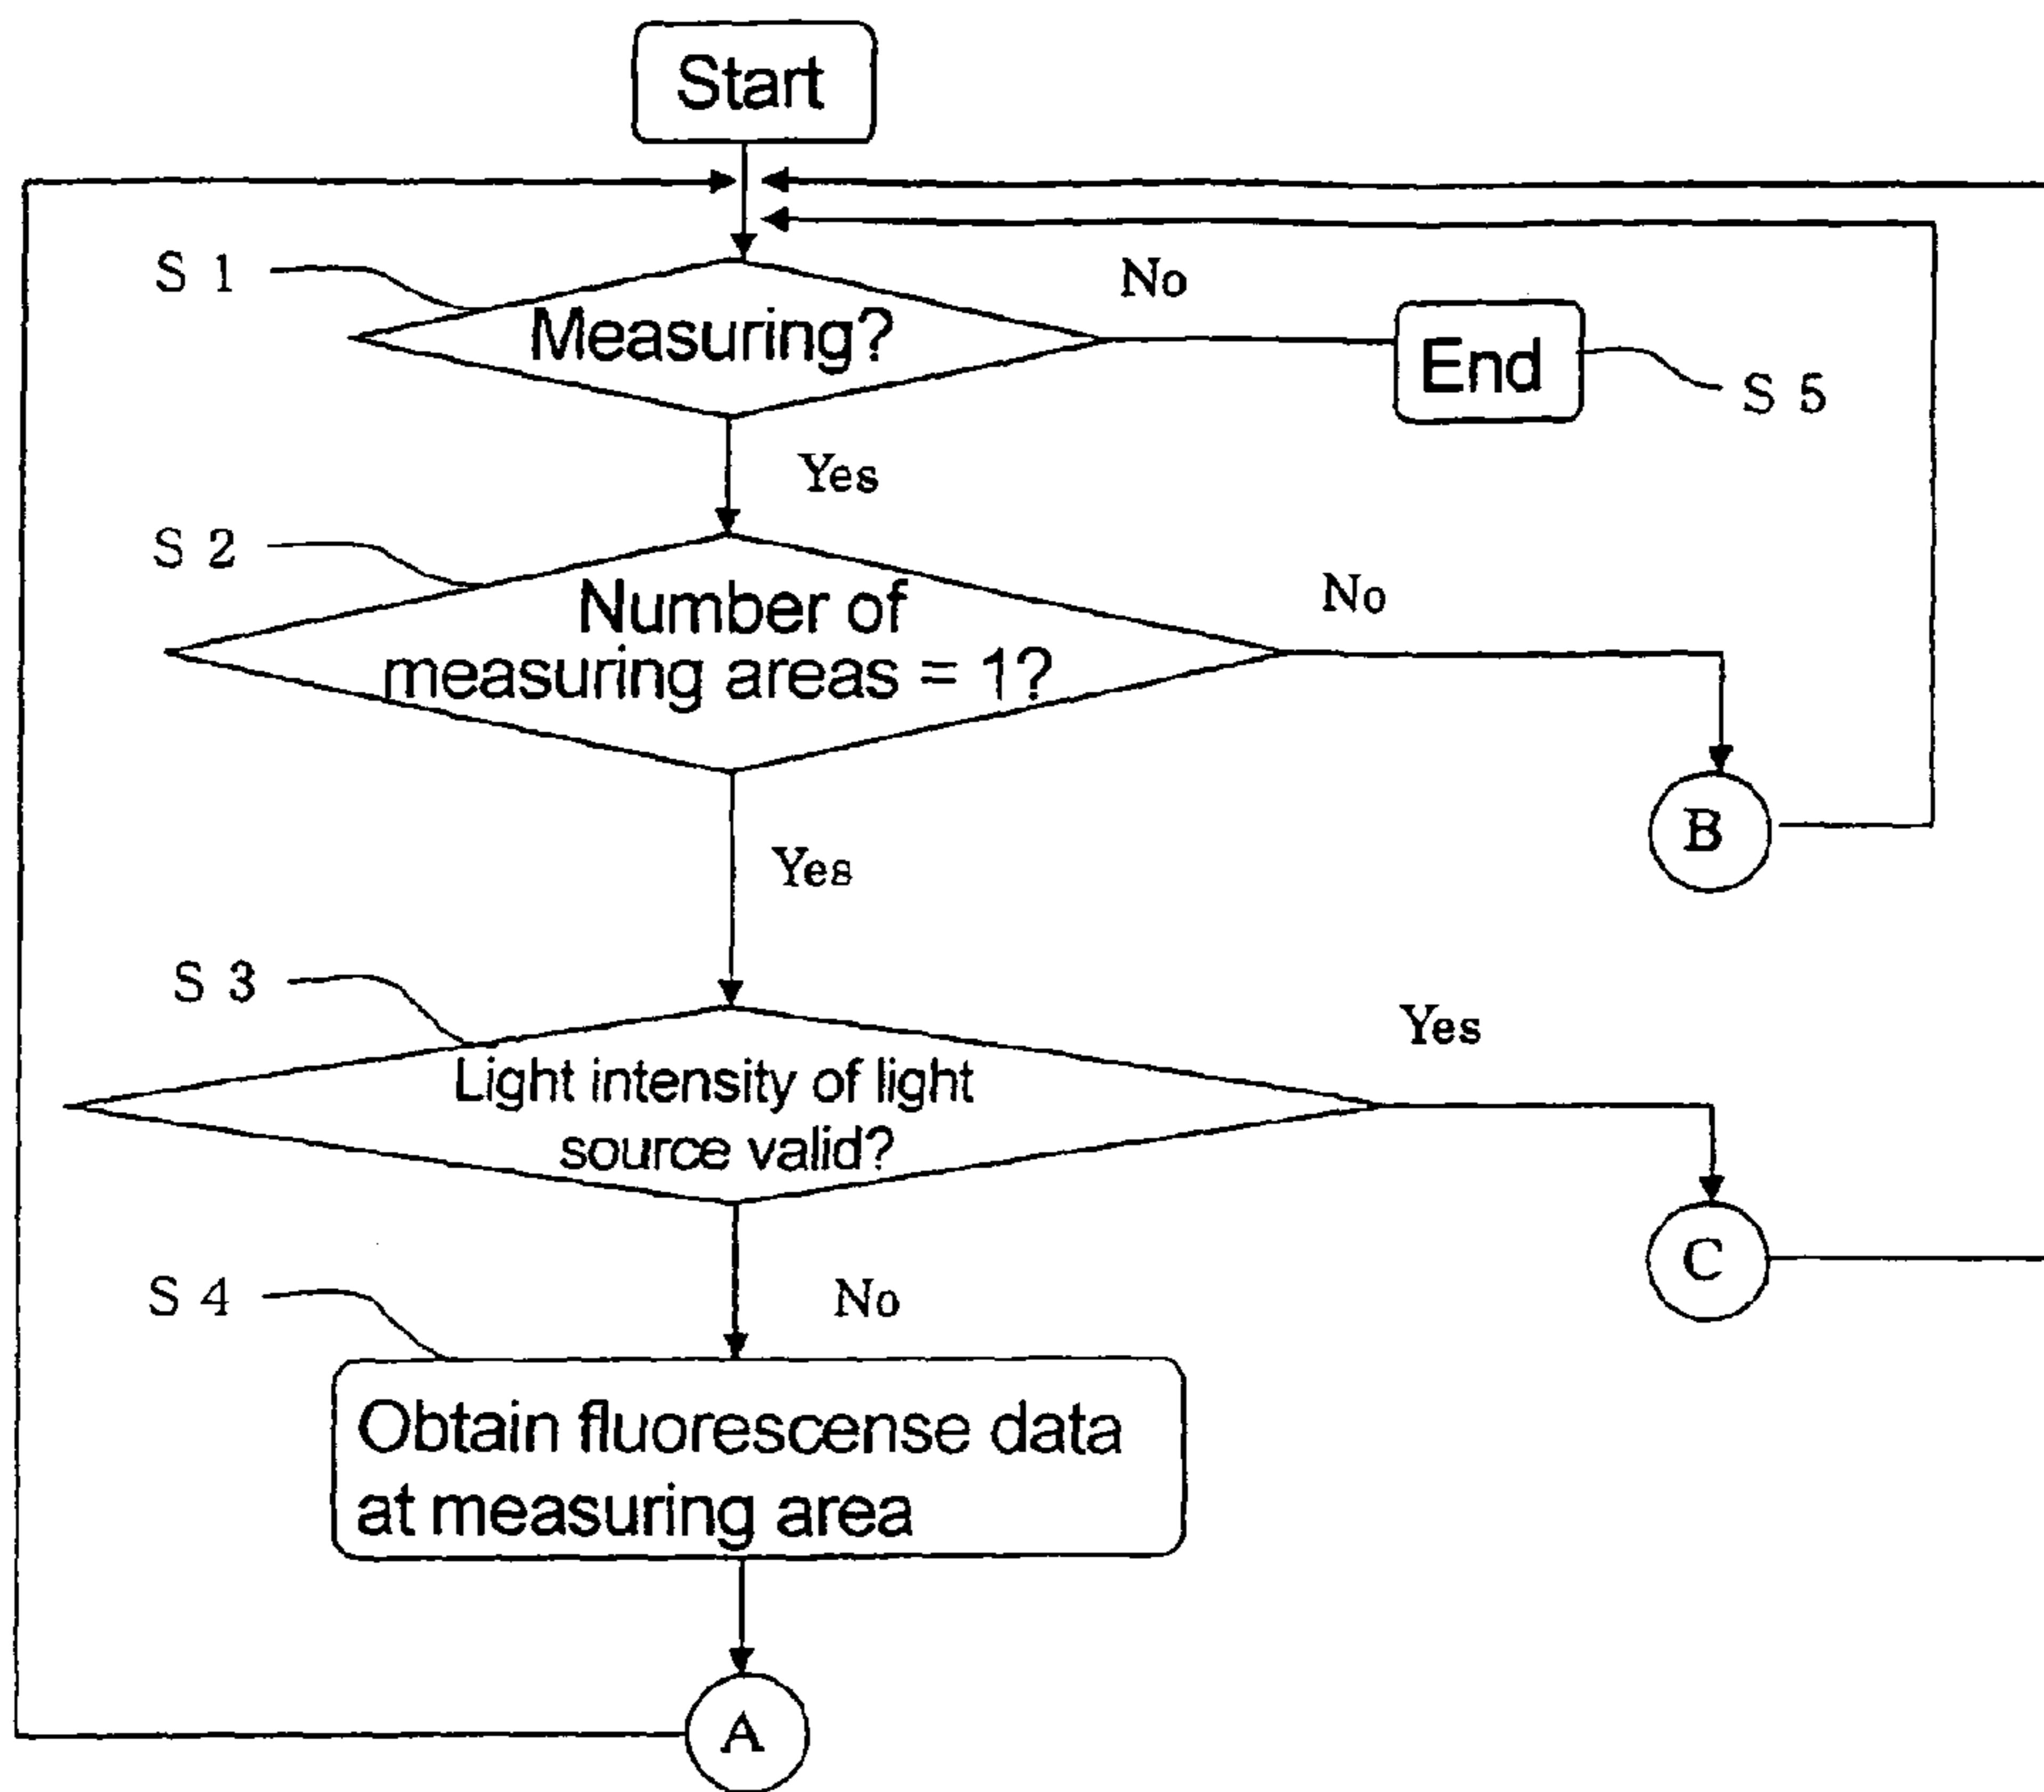 Start
S 1
Measuring?
No
End
S 5
Yes
S 2
Number of
measuring areas = 1?
No
B
Yes
S 3
Light intensity of light
source valid?
Yes
C
S 4
No
Obtain fluorescense data
at measuring area
A